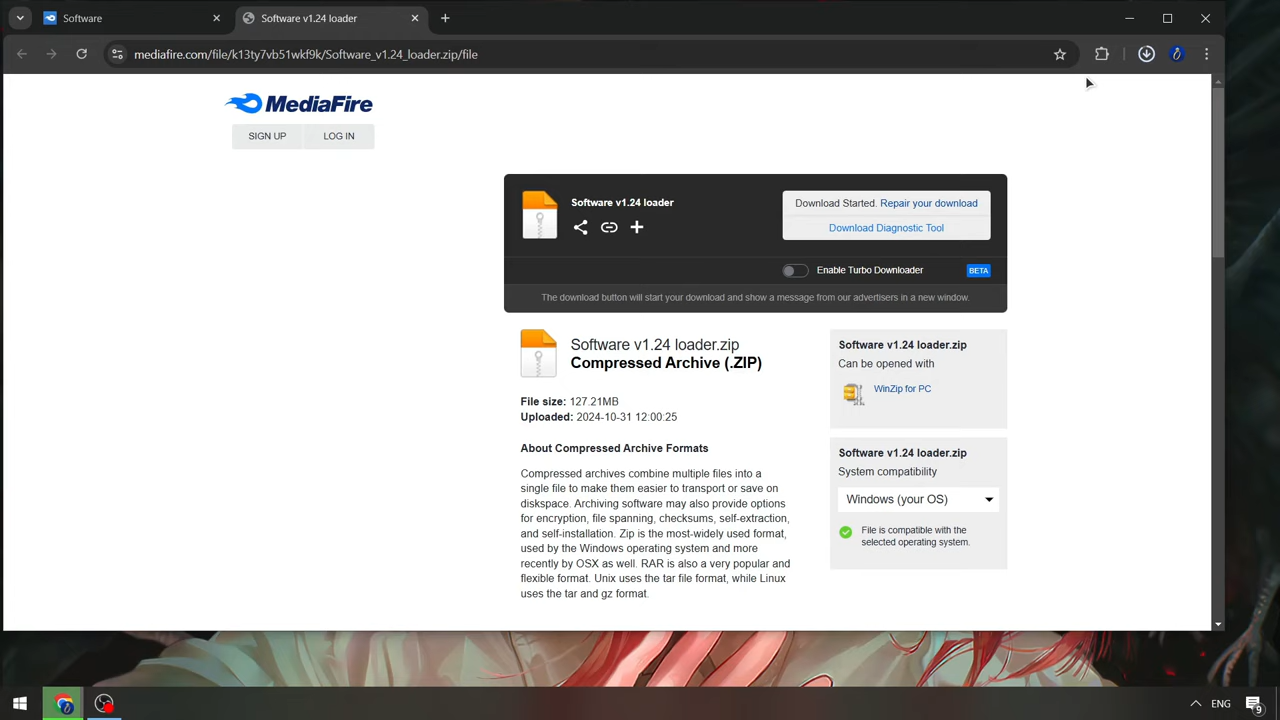 Software
Software v1.24 loader
mediafire.com/file/k13ty7vb51wkf9k/Software_v1.24_loader.zip/file
MediaFire
SIGN UP
LOG IN
Software v1.24 loader
Download Started. Repair your download
Download Diagnostic Tool
Enable Turbo Downloader
BETA
The download button will start your download and show a message from our advertisers in a new window.
Software v1.24 loader.zip
Compressed Archive (.ZIP)
File size: 127.21MB
Uploaded: 2024-10-31 12:00:25
About Compressed Archive Formats
Compressed archives combine multiple files into a
single file to make them easier to transport or save on
diskspace. Archiving software may also provide options
for encryption, file spanning, checksums, self-extraction,
and self-installation. Zip is the most-widely used format,
used by the Windows operating system and more
recently by OSX as well. RAR is also a very popular and
flexible format. Unix uses the tar file format, while Linux
uses the tar and gz format.
Software v1.24 loader.zip
Can be opened with
WinZip for PC
Software v1.24 loader.zip
System compatibility
Windows (your OS)
File is compatible with the
selected operating system.
ENG
9